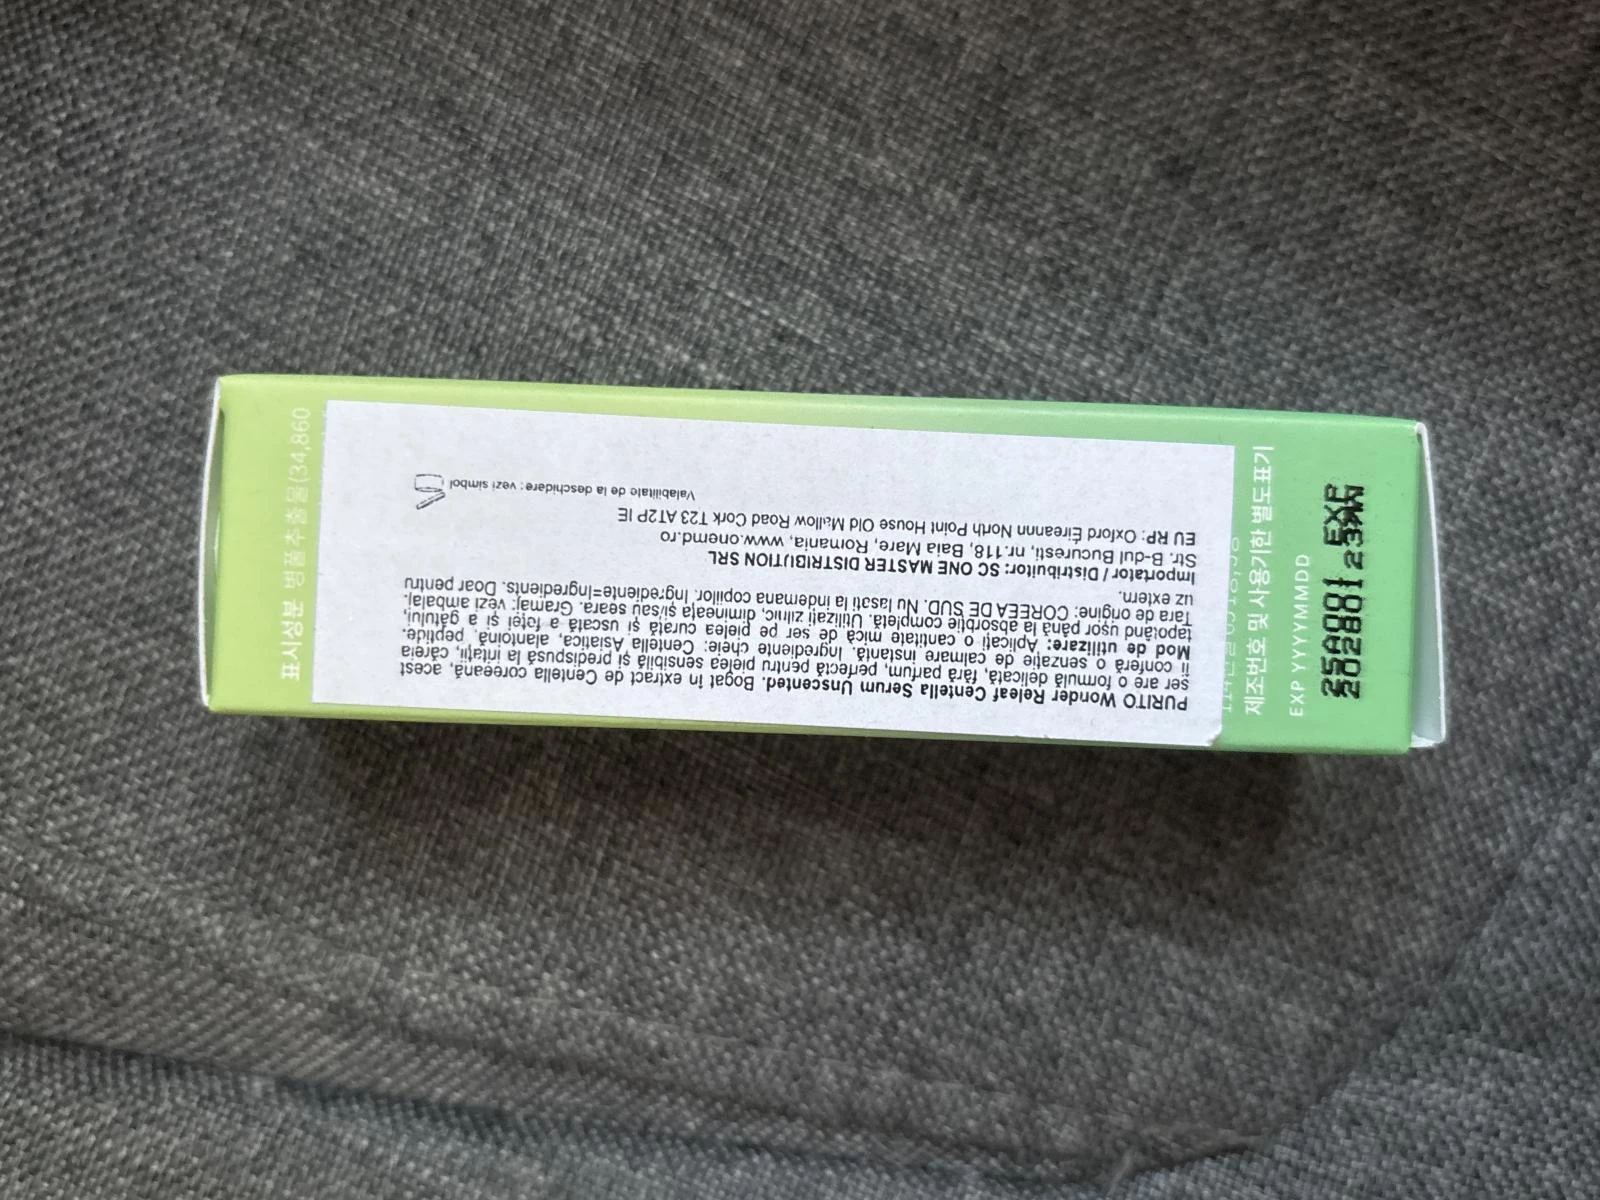 PURITO Wonder Releaf Centella Serum Unscented. Bogat în extract de Centella coreeană, acest
ser are o formulă delicată, fără parfum, perfectă pentru pielea sensibilă și predispusă la iritații, căreia
îi conferă o senzație de calmare instantă. Ingrediente cheie: Centella Asiatica, alantoină, peptide.
Mod de utilizare: Aplicați o cantitate mică de ser pe pielea curată și uscată a feței și a gâtului,
tapotând ușor până la absorbție completă. Utilizați zilnic, dimineața și/sau seara. Gramaj: vezi ambalaj.
Tara de origine: COREEA DE SUD. Nu lasati la indemana copiilor. Ingrediente=Ingredients. Doar pentru
uz extern.
Importator / Distribuitor: SC ONE MASTER DISTRIBUTION SRL
Str. B-dul Bucuresti, nr.118, Baia Mare, Romania, www.onemd.ro
EU RP: Oxford Éireannn North Point House Old Mallow Road Cork T23 AT2P IE
Valabilitate de la deschidere: vezi simbol
표시성분 병풀추출물(34,860
제조번호 및 사용기한 별도표기
EXP YYYYMMDD
25A001 EXP
20280123